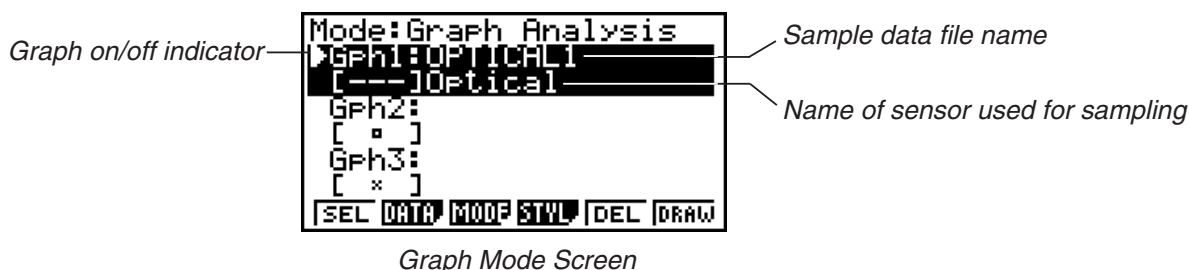 Mode:Graph Analysis
Graph on/off indicator
Gph1:OPTICAL1
Sample data file name
[---]Optical
Name of sensor used for sampling
Gph2:
[ ▫ ]
Gph3:
[ × ]
SEL DATA MODE STYL DEL DRAW
Graph Mode Screen